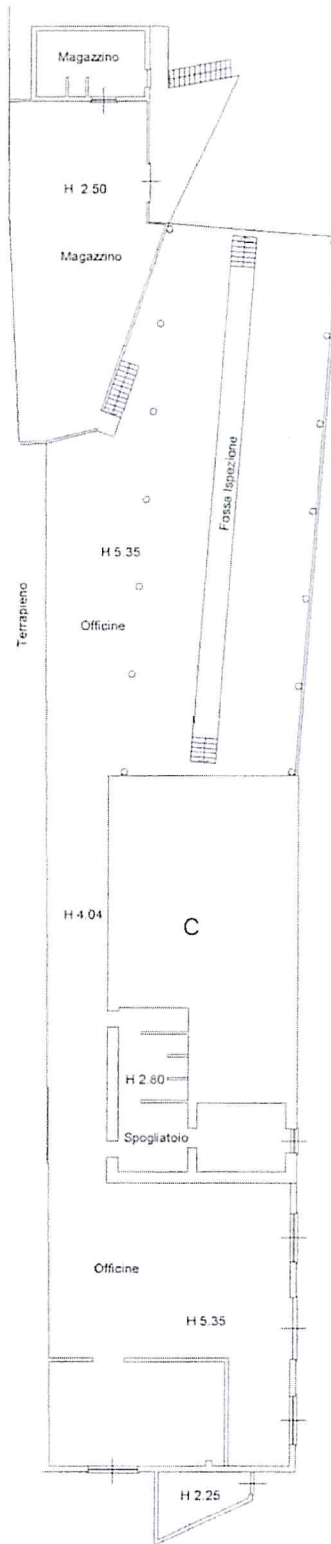 Magazzino
H 2.50
Magazzino
Fossa Ispezione
H 5.35
Terrapieno
Officine
H 4.04
C
H 2.80
Spogliatoio
Officine
H 5.35
H 2.25